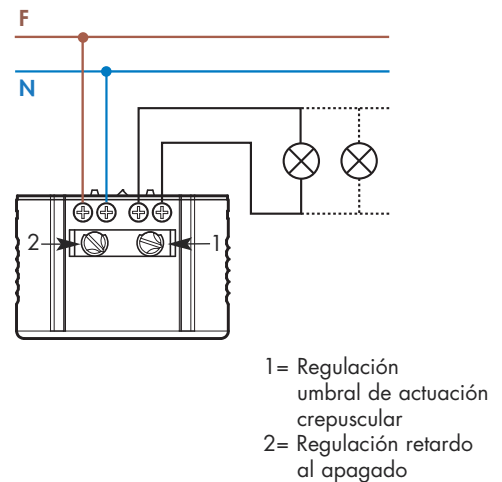 F
N
2
1
1= Regulación
umbral de actuación
crepuscular
2= Regulación retardo
al apagado